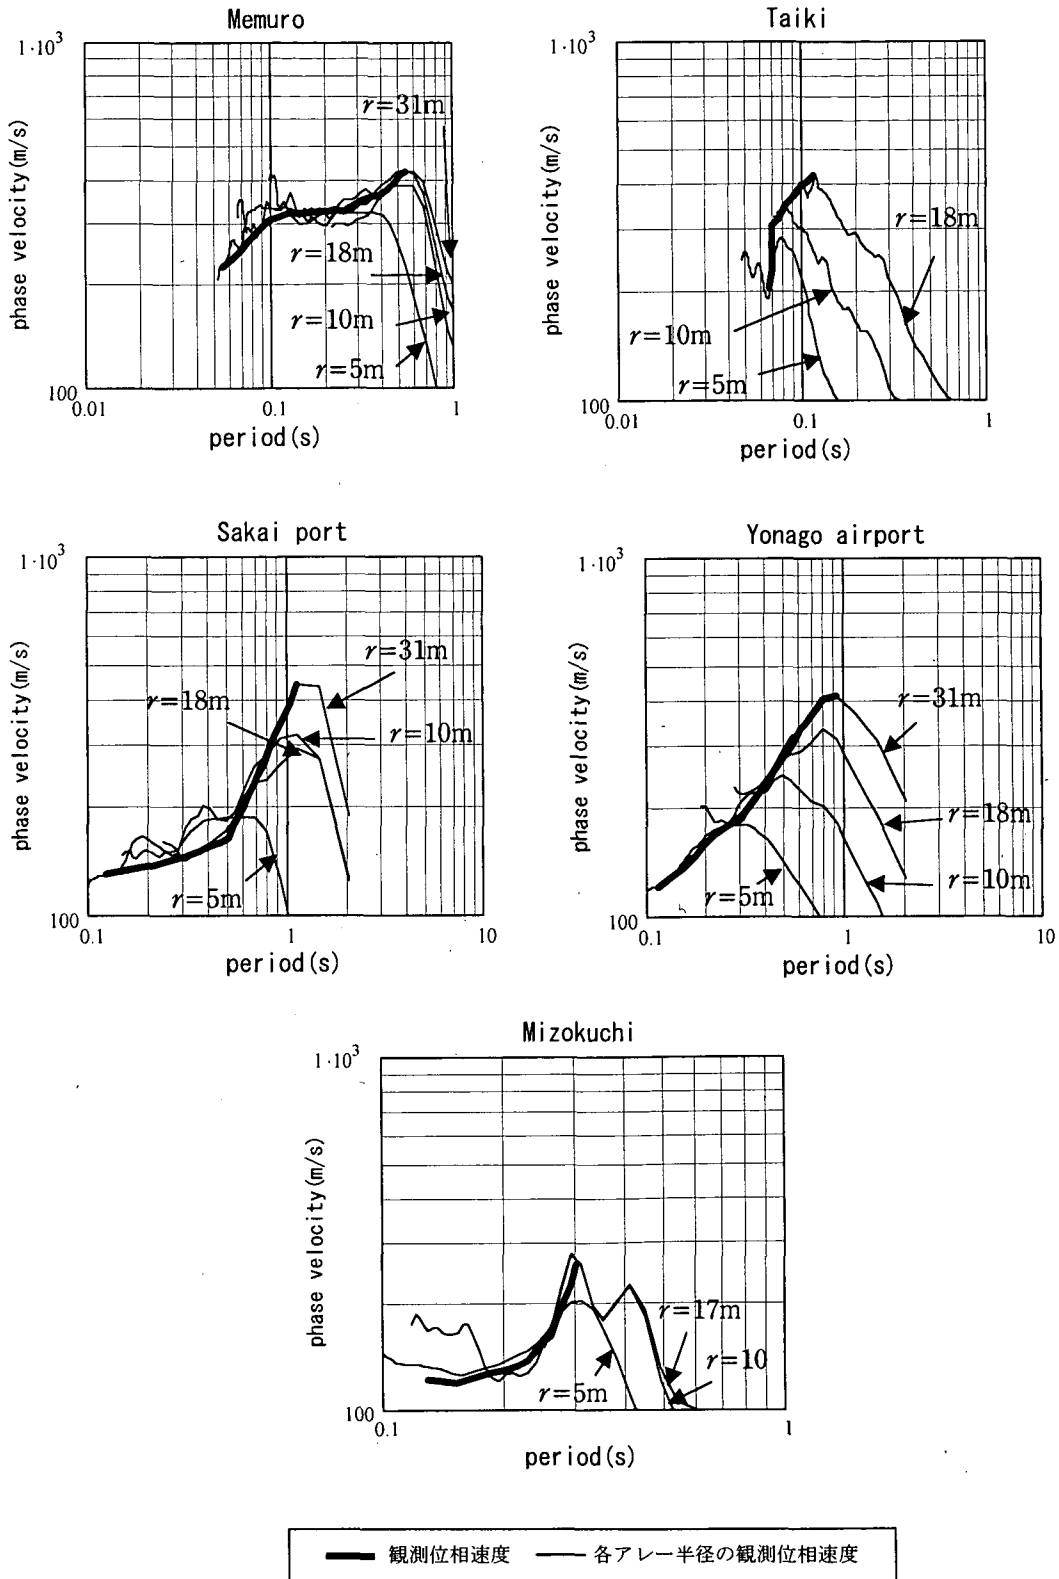 Memuro
1·10³
phase velocity(m/s)
r=31m
r=18m
r=10m
r=5m
100
0.01
0.1
1
period(s)
Taiki
1·10³
phase velocity(m/s)
r=18m
r=10m
r=5m
100
0.01
0.1
1
period(s)
Sakai port
1·10³
phase velocity(m/s)
r=31m
r=18m
r=10m
r=5m
100
0.1
1
10
period(s)
Yonago airport
1·10³
phase velocity(m/s)
r=31m
r=18m
r=10m
r=5m
100
0.1
1
10
period(s)
Mizokuchi
1·10³
phase velocity(m/s)
r=17m
r=10
r=5m
100
0.1
1
period(s)
観測位相速度 各アレー半径の観測位相速度